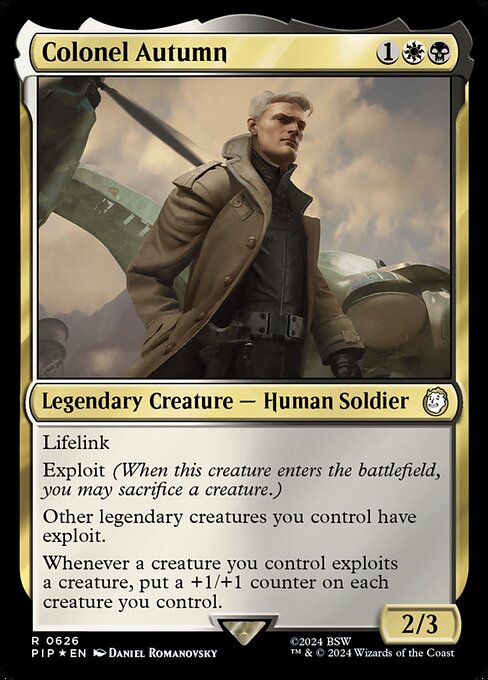 Colonel Autumn 1
Legendary Creature — Human Soldier
Lifelink
Exploit (When this creature enters the battlefield,
you may sacrifice a creature.)
Other legendary creatures you control have
exploit.
Whenever a creature you control exploits
a creature, put a +1/+1 counter on each
creature you control.
2/3
R 0626
PIP ★ EN Daniel Romanovsky
©2024 BSW
™ & © 2024 Wizards of the Coast